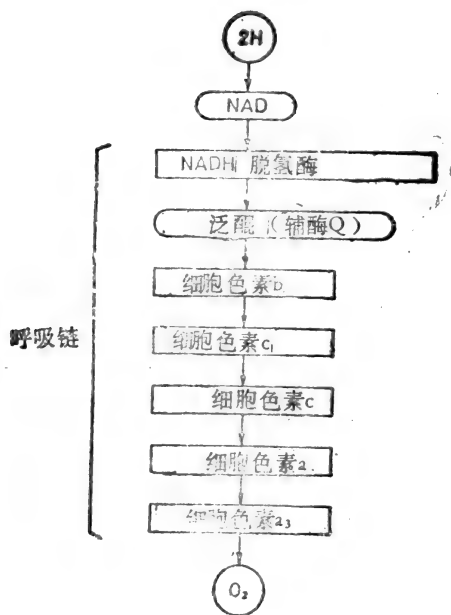 2H
NAD
NADH 脱氢酶
泛醌（辅酶Q）
细胞色素b
细胞色素c₁
呼吸链
细胞色素c
细胞色素a
细胞色素a₃
O₂